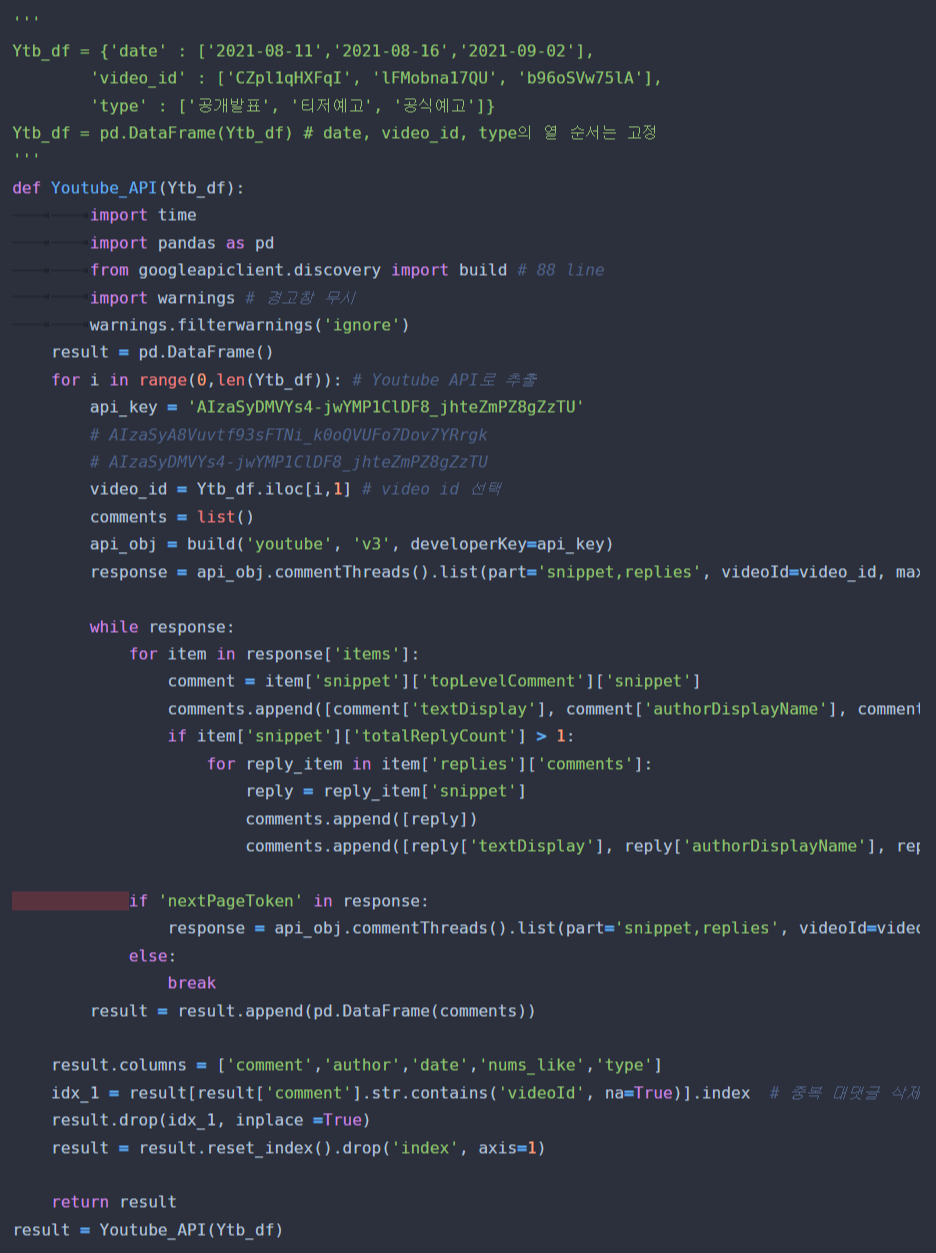 '''
Ytb_df = {'date' : ['2021-08-11','2021-08-16','2021-09-02'],
        'video_id' : ['CZpl1qHXFqI', 'lFMobna17QU', 'b96oSVw75lA'],
        'type' : ['공개발표', '티저예고', '공식예고']}
Ytb_df = pd.DataFrame(Ytb_df) # date, video_id, type의 열 순서는 고정
'''
def Youtube_API(Ytb_df):
        import time
        import pandas as pd
        from googleapiclient.discovery import build # 88 line
        import warnings # 경고창 무시
        warnings.filterwarnings('ignore')
    result = pd.DataFrame()
    for i in range(0,len(Ytb_df)): # Youtube API로 추출
        api_key = 'AIzaSyDMVYs4-jwYMP1ClDF8_jhteZmPZ8gZzTU'
        # AIzaSyA8Vuvtf93sFTNi_k0oQVUFo7Dov7YRrgk
        # AIzaSyDMVYs4-jwYMP1ClDF8_jhteZmPZ8gZzTU
        video_id = Ytb_df.iloc[i,1] # video id 선택
        comments = list()
        api_obj = build('youtube', 'v3', developerKey=api_key)
        response = api_obj.commentThreads().list(part='snippet,replies', videoId=video_id, max
        while response:
            for item in response['items']:
                comment = item['snippet']['topLevelComment']['snippet']
                comments.append([comment['textDisplay'], comment['authorDisplayName'], comment
                if item['snippet']['totalReplyCount'] > 1:
                    for reply_item in item['replies']['comments']:
                        reply = reply_item['snippet']
                        comments.append([reply])
                        comments.append([reply['textDisplay'], reply['authorDisplayName'], rep
            if 'nextPageToken' in response:
                response = api_obj.commentThreads().list(part='snippet,replies', videoId=video
            else:
                break
        result = result.append(pd.DataFrame(comments))
    result.columns = ['comment','author','date','nums_like','type']
    idx_1 = result[result['comment'].str.contains('videoId', na=True)].index  # 중복 대댓글 삭제
    result.drop(idx_1, inplace =True)
    result = result.reset_index().drop('index', axis=1)
    return result
result = Youtube_API(Ytb_df)